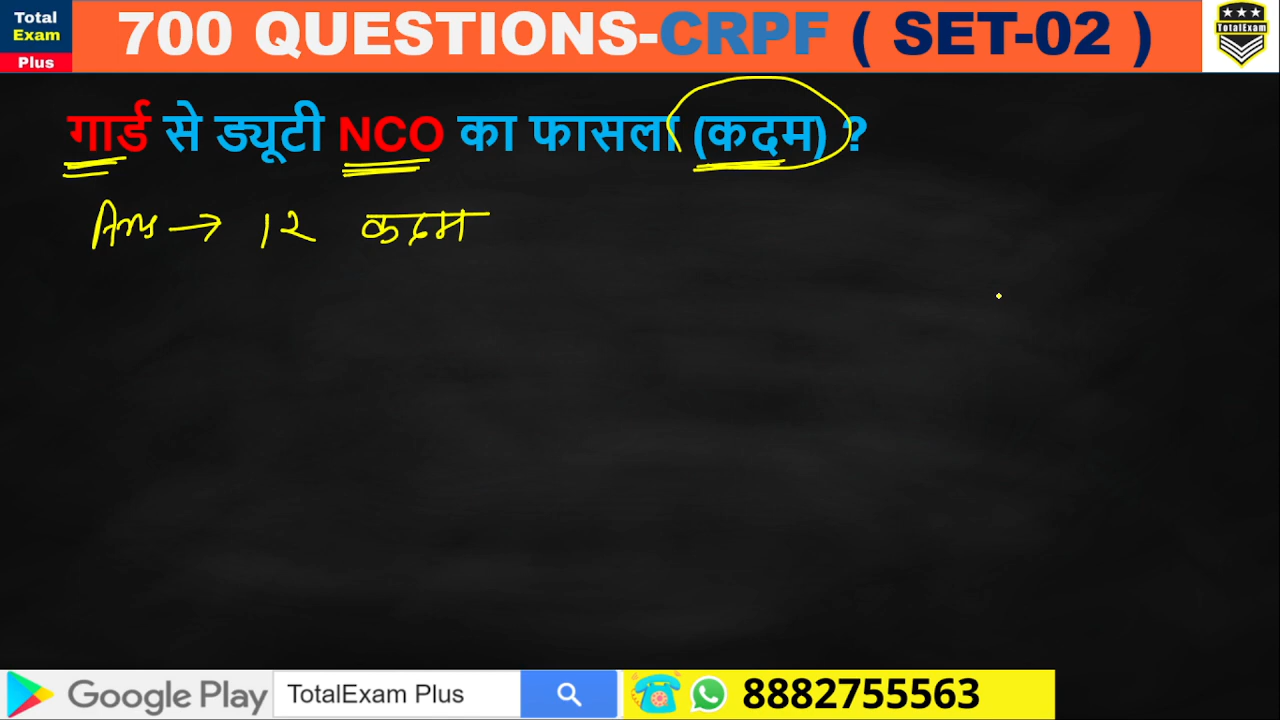 Total
Exam
Plus
700 QUESTIONS-CRPF ( SET-02 )
TotalExam
गार्ड से ड्यूटी NCO का फासला (कदम) ?
Ans → 12 कदम
Google Play
TotalExam Plus
8882755563